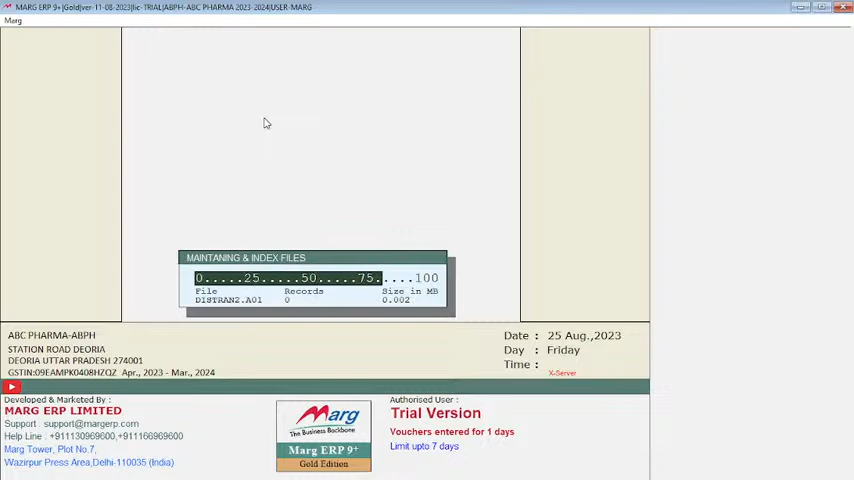 MARG ERP 9+|Gold|ver-11-08-2023|lic-TRIAL|ABPH-ABC PHARMA 2023-2024|USER-MARG
Marg
MAINTANING & INDEX FILES
0.....25.....50.....75.....100
File Records Size in MB
DISTRAN2.A01 0 0.002
ABC PHARMA-ABPH
STATION ROAD DEORIA
DEORIA UTTAR PRADESH 274001
GSTIN:09EAMPK0408HZQZ Apr., 2023 - Mar., 2024
Date : 25 Aug.,2023
Day : Friday
Time :
X-Server
Developed & Marketed By :
MARG ERP LIMITED
Support : support@margerp.com
Help Line : +911130969600,+911166969600
Marg Tower, Plot No.7,
Wazirpur Press Area,Delhi-110035 (India)
Marg
The Business Backbone
Marg ERP 9+
Gold Edition
Authorised User :
Trial Version
Vouchers entered for 1 days
Limit upto 7 days